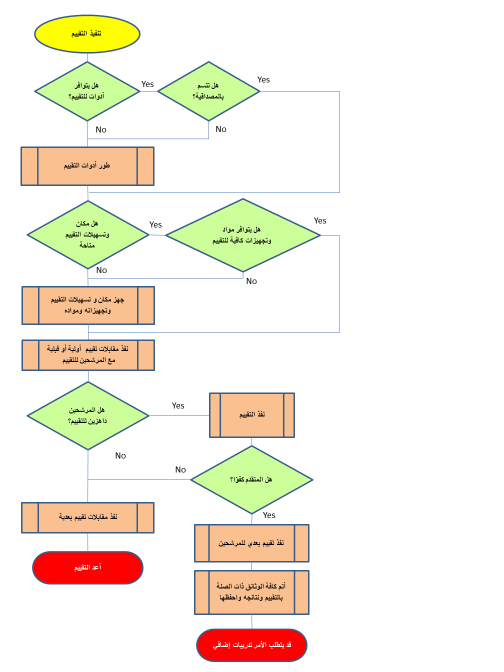 تنفيذ التقييم
هل يتوافر
أدوات للتقييم؟
Yes
هل تتسم
بالمصداقية؟
Yes
No
No
طور أدوات التقييم
هل مكان
وتسهيلات التقييم
متاحة
Yes
هل يتوافر مواد
وتجهيزات كافية للتقييم
Yes
No
No
جهز مكان و تسهيلات التقييم
وتجهيزاته ومواده
نفذ مقابلات تقييم أولية أو قبلية
مع المرشحين للتقييم
هل المرشحين
داهزين للتقييم؟
Yes
نفذ التقييم
No
No
هل المتقدم كفؤا؟
Yes
نفذ مقابلات تقييم بعدية
نفذ تقييم بعدي للمرشحين
أعد التقييم
أتم كافة الوثائق ذات الصلة
بالتقييم ونتائجه واحفظها
قد يتطلب الأمر تدريبات إضافي